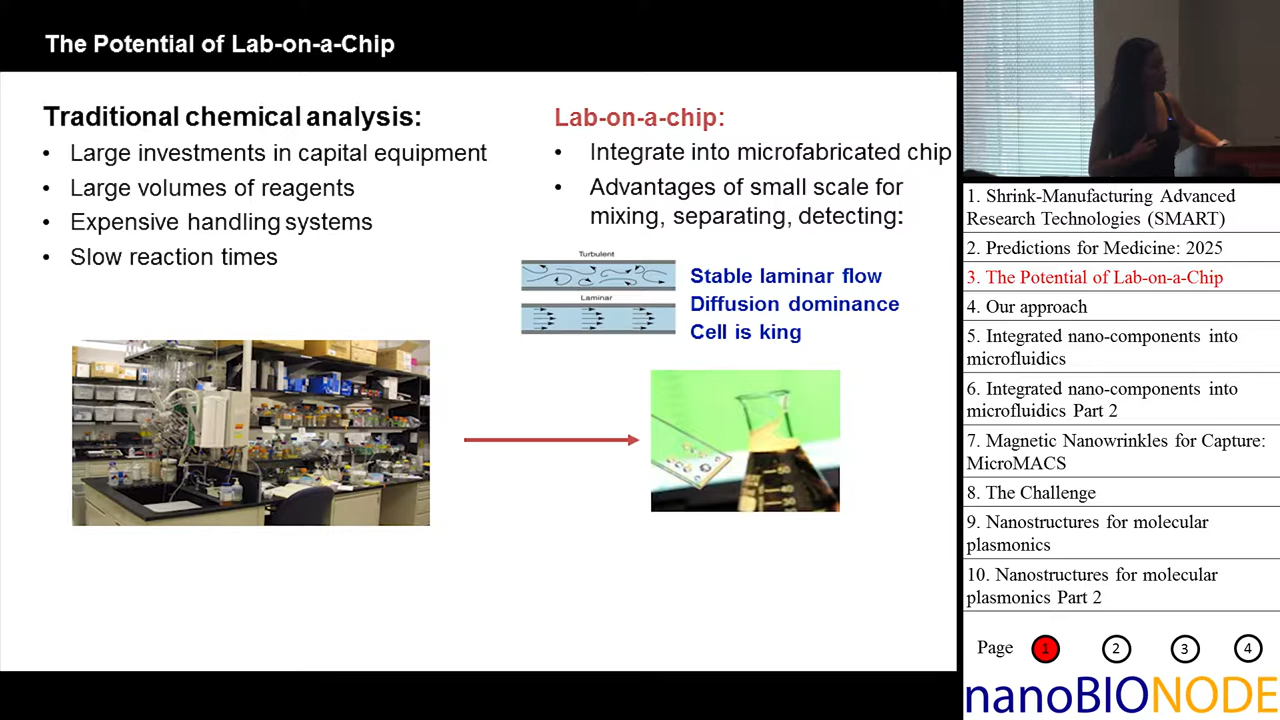 The Potential of Lab-on-a-Chip
Traditional chemical analysis:
• Large investments in capital equipment
• Large volumes of reagents
• Expensive handling systems
• Slow reaction times
Lab-on-a-chip:
• Integrate into microfabricated chip
• Advantages of small scale for
mixing, separating, detecting:
Turbulent
Laminar
Stable laminar flow
Diffusion dominance
Cell is king
1. Shrink-Manufacturing Advanced
Research Technologies (SMART)
2. Predictions for Medicine: 2025
3. The Potential of Lab-on-a-Chip
4. Our approach
5. Integrated nano-components into
microfluidics
6. Integrated nano-components into
microfluidics Part 2
7. Magnetic Nanowrinkles for Capture:
MicroMACS
8. The Challenge
9. Nanostructures for molecular
plasmonics
10. Nanostructures for molecular
plasmonics Part 2
Page 1 2 3 4
nanoBIONODE